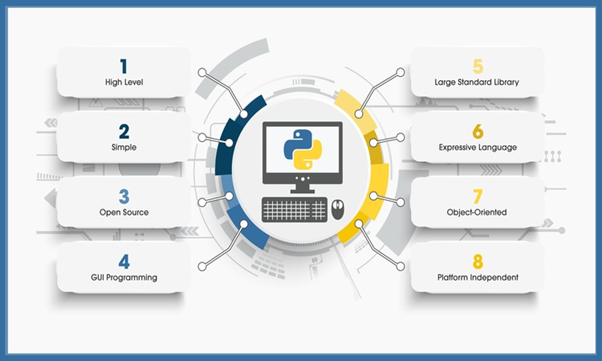 1
High Level
2
Simple
3
Open Source
4
GUI Programming
5
Large Standard Library
6
Expressive Language
7
Object-Oriented
8
Platform Independent